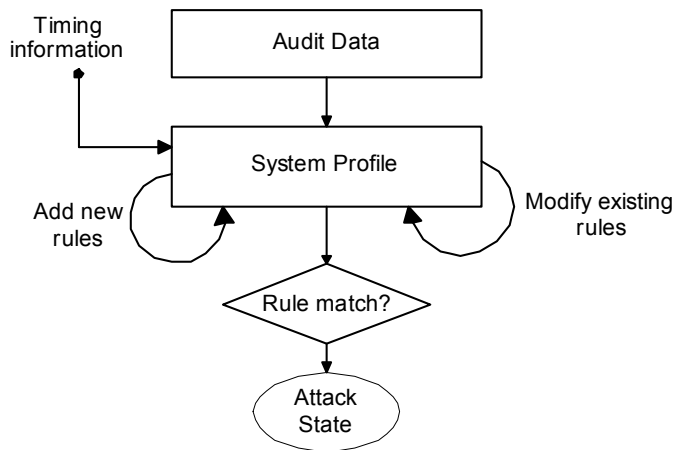 Timing
information
Audit Data
System Profile
Add new
rules
Modify existing
rules
Rule match?
Attack
State